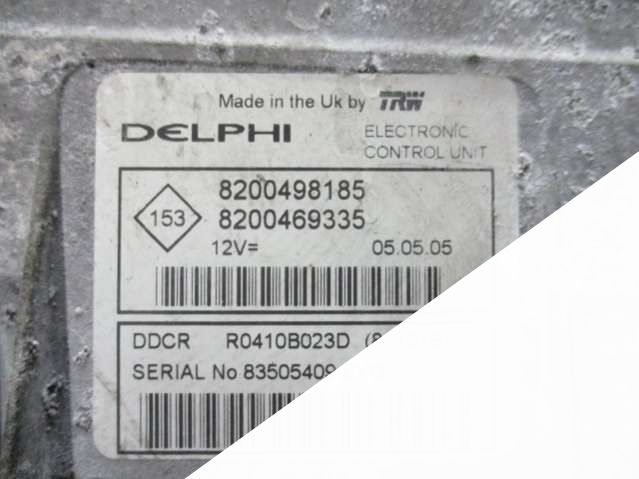 Made in the Uk by TRW
DELPHI
ELECTRONIC
CONTROL UNIT
153
8200498185
8200469335
12V=
05.05.05
DDCR R0410B023D
SERIAL No 83505409